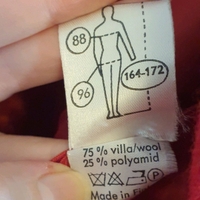 88
164-172
96
75 % villa/wool
25 % polyamid
Made in